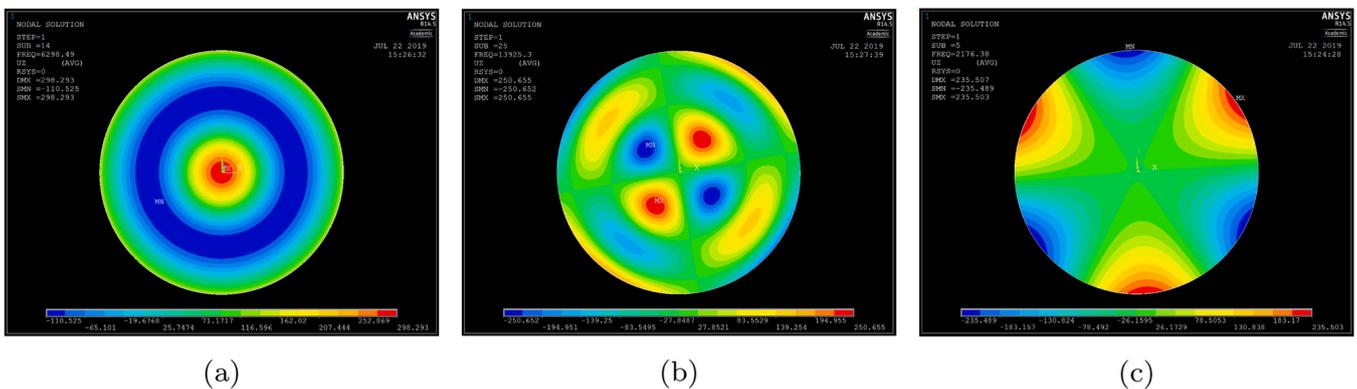 1
NODAL SOLUTION
STEP=1
SUB =14
FREQ=6298.49
UZ (AVG)
RSYS=0
DMX =298.293
SMN =-110.525
SMX =298.293
ANSYS
R14.5
Academic
JUL 22 2019
15:26:32
MX
X
MN
-110.525 -19.6768 71.1717 162.02 252.869
-65.101 25.7474 116.596 207.444 298.293
(a)
1
NODAL SOLUTION
STEP=1
SUB =25
FREQ=13925.3
UZ (AVG)
RSYS=0
DMX =250.655
SMN =-250.652
SMX =250.655
ANSYS
R14.5
Academic
JUL 22 2019
15:27:39
MN
X
MX
-250.652 -139.25 -27.8487 83.5529 194.955
-194.951 -83.5495 27.8521 139.254 250.655
(b)
1
NODAL SOLUTION
STEP=1
SUB =5
FREQ=2176.38
UZ (AVG)
RSYS=0
DMX =235.507
SMN =-235.489
SMX =235.503
ANSYS
R14.5
Academic
JUL 22 2019
15:24:28
MN
MX
X
-235.489 -130.824 -26.1595 78.5053 183.17
-183.157 -78.492 26.1729 130.838 235.503
(c)